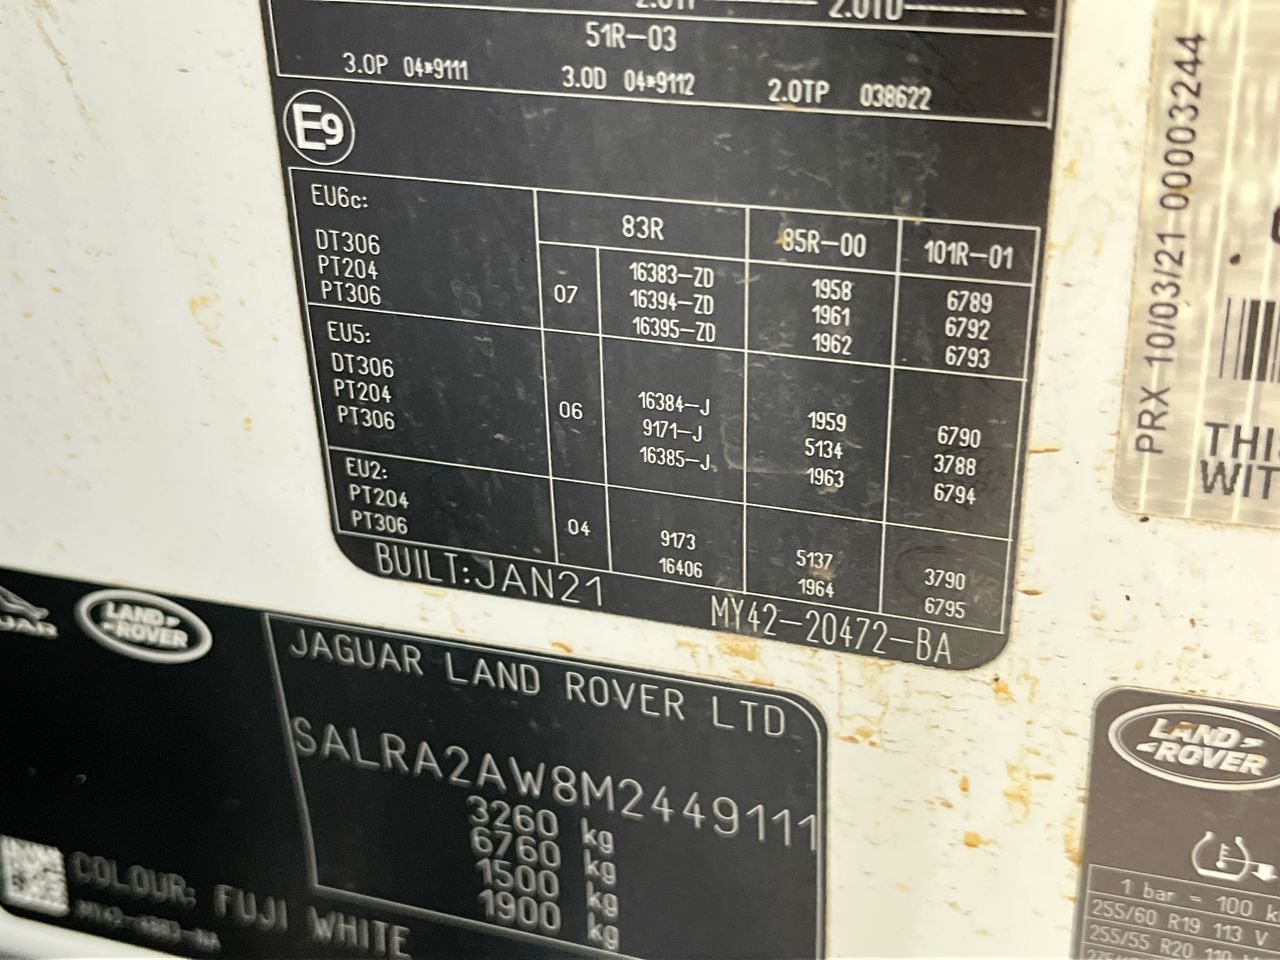 2.0TD
51R-03
3.0P 04*9111 3.0D 04*9112 2.0TP 038622
E9
EU6c: 83R 85R-00 101R-01
DT306 07 16383-ZD 1958 6789
PT204 16394-ZD 1961 6792
PT306 16395-ZD 1962 6793
EU5:
DT306 06 16384-J 1959 6790
PT204 9171-J 5134 3788
PT306 16385-J 1963 6794
EU2:
PT204 04 9173 5137 3790
PT306 16406 1964 6795
BUILT:JAN21 MY42-20472-BA
LAND ROVER
JAGUAR LAND ROVER LTD
SALRA2AW8M2449111
3260 kg
6760 kg
1500 kg
1900 kg
COLOUR: FUJI WHITE
PRX 10/03/21 00003244
LAND ROVER
1 bar = 100
255/60 R19 113 V
255/55 R20 110